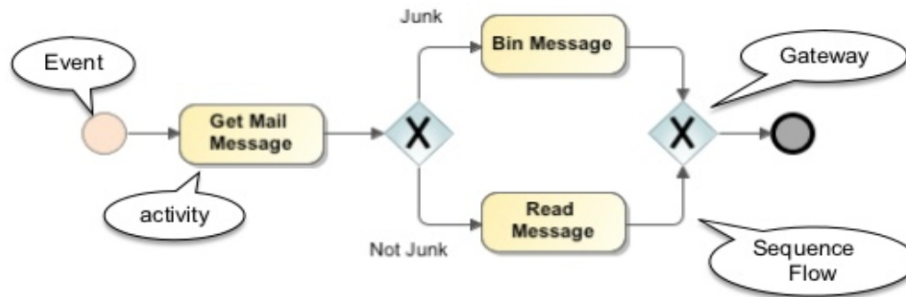 Junk
Event
Bin Message
Gateway
Get Mail
Message
X
X
activity
Read
Message
Not Junk
Sequence
Flow